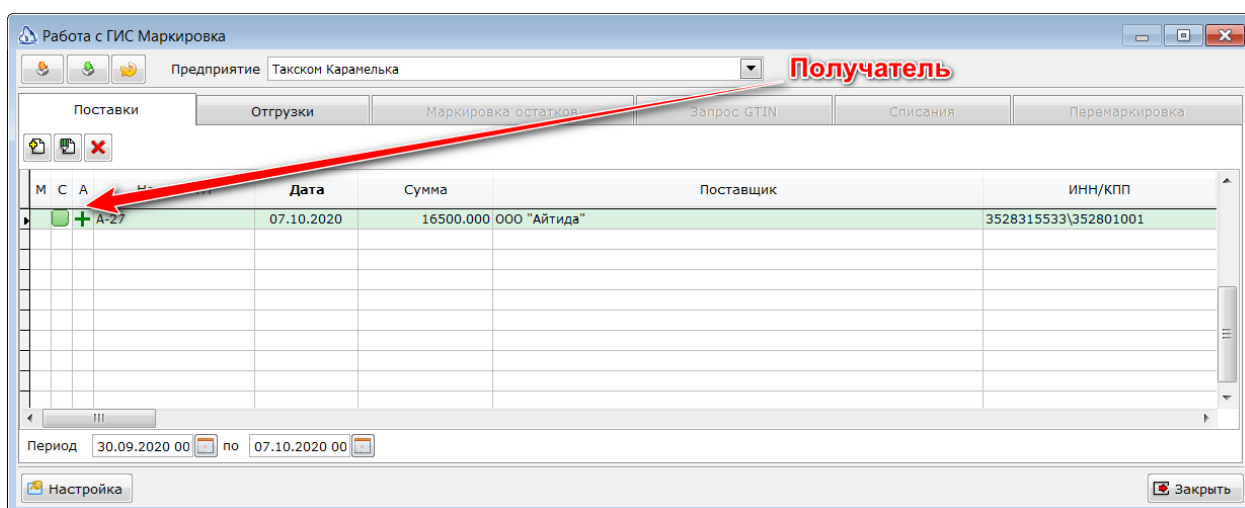 Работа с ГИС Маркировка
Предприятие Такском Карамелька
Получатель
Поставки Отгрузки Маркировка остатков Запрос GTIN Списания Перемаркировка
М С А Дата Сумма Поставщик ИНН/КПП
А-27 07.10.2020 16500.000 ООО "Айтида" 3528315533\352801001
Период 30.09.2020 00 по 07.10.2020 00
Настройка Закрыть